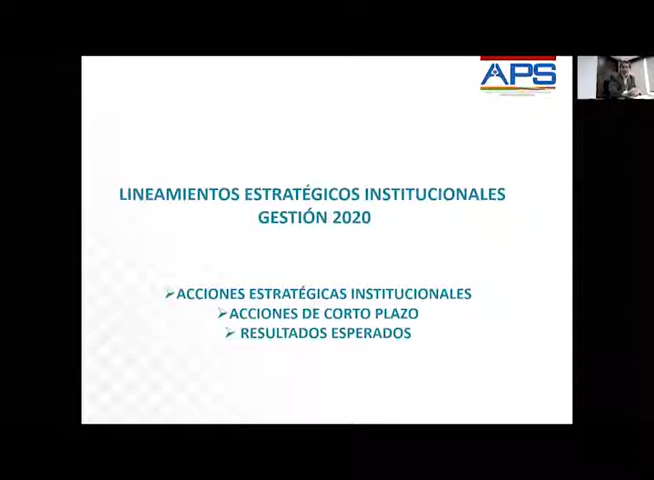 APS
LINEAMIENTOS ESTRATÉGICOS INSTITUCIONALES
GESTIÓN 2020
➢ACCIONES ESTRATÉGICAS INSTITUCIONALES
➢ACCIONES DE CORTO PLAZO
➢ RESULTADOS ESPERADOS